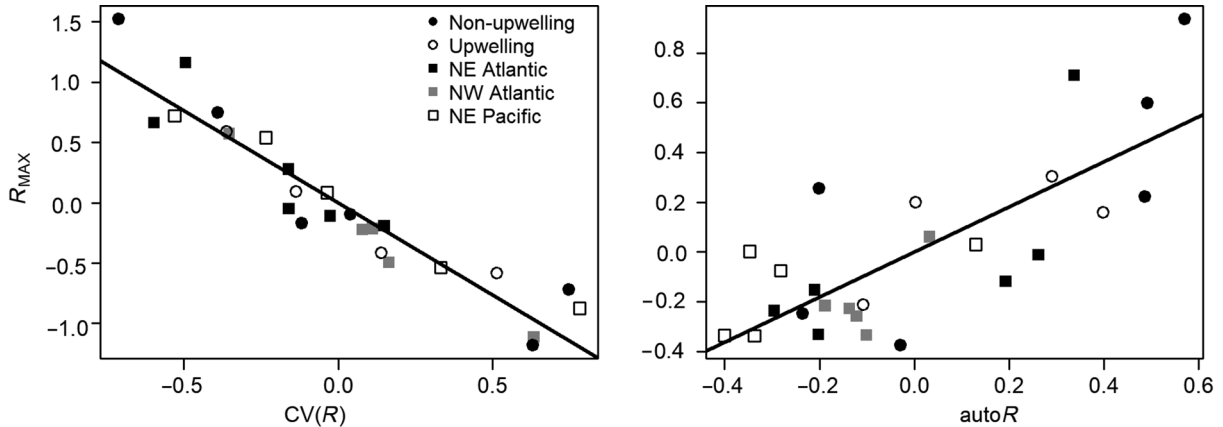 Non-upwelling
Upwelling
NE Atlantic
NW Atlantic
NE Pacific
1.5
1.0
0.5
0.0
−0.5
−1.0
R_MAX
−0.5 0.0 0.5
CV(R)
0.8
0.6
0.4
0.2
0.0
−0.2
−0.4
−0.4 −0.2 0.0 0.2 0.4 0.6
autoR